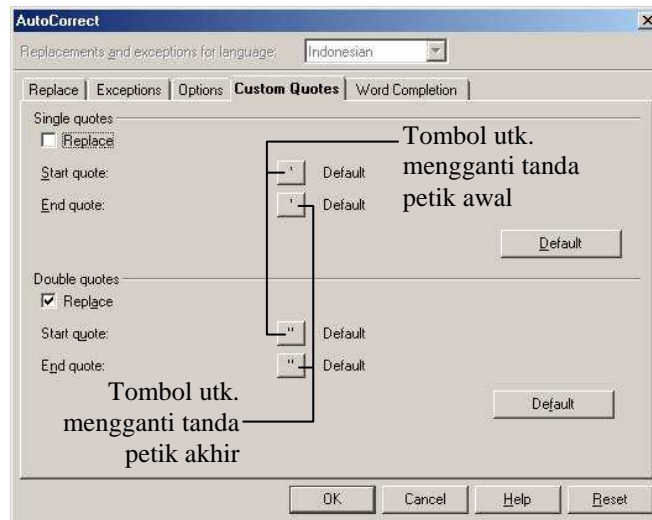 AutoCorrect
Replacements and exceptions for language: Indonesian
Replace Exceptions Options Custom Quotes Word Completion
Single quotes
Replace
Start quote: ' Default
End quote: ' Default
Tombol utk.
mengganti tanda
petik awal
Default
Double quotes
Replace
Start quote: " Default
End quote: " Default
Tombol utk.
mengganti tanda
petik akhir
Default
OK Cancel Help Reset